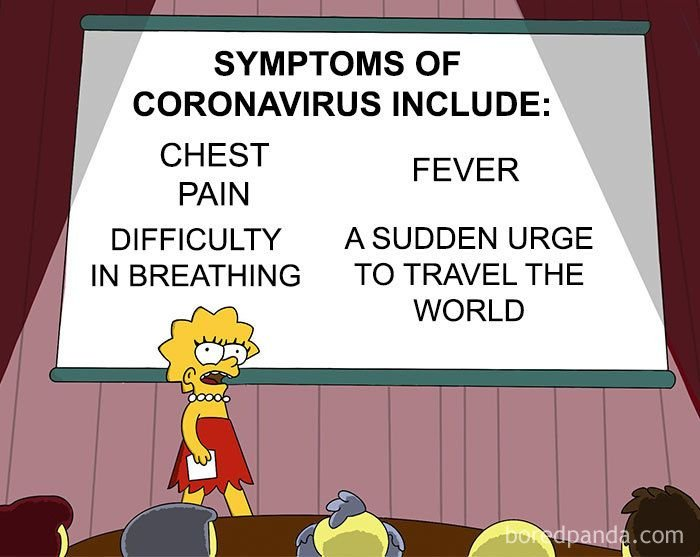 SYMPTOMS OF
CORONAVIRUS INCLUDE:
CHEST
PAIN
FEVER
DIFFICULTY
IN BREATHING
A SUDDEN URGE
TO TRAVEL THE
WORLD
boredpanda.com